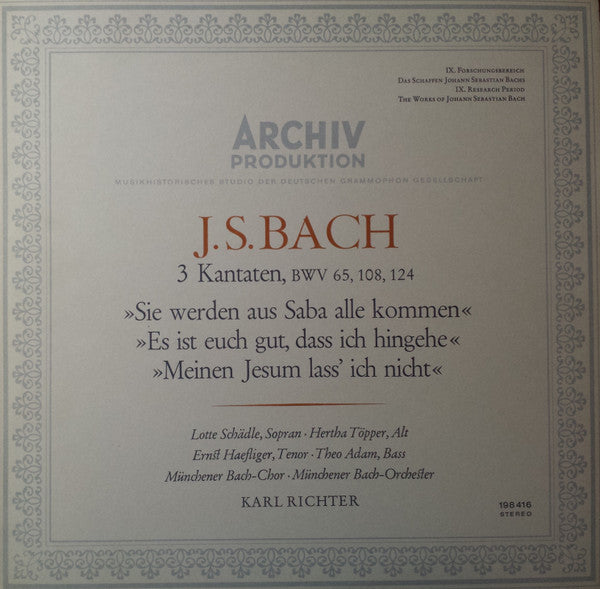 IX. Forschungsbereich
Das Schaffen Johann Sebastian Bachs
IX. Research Period
The Works of Johann Sebastian Bach
ARCHIV
PRODUKTION
MUSIKHISTORISCHES STUDIO DER DEUTSCHEN GRAMMOPHON GESELLSCHAFT
J. S. BACH
3 Kantaten, BWV 65, 108, 124
»Sie werden aus Saba alle kommen«
»Es ist euch gut, dass ich hingehe«
»Meinen Jesum lass’ ich nicht«
Lotte Schädle, Sopran · Hertha Töpper, Alt
Ernst Haefliger, Tenor · Theo Adam, Bass
Münchener Bach-Chor · Münchener Bach-Orchester
KARL RICHTER
198416
STEREO